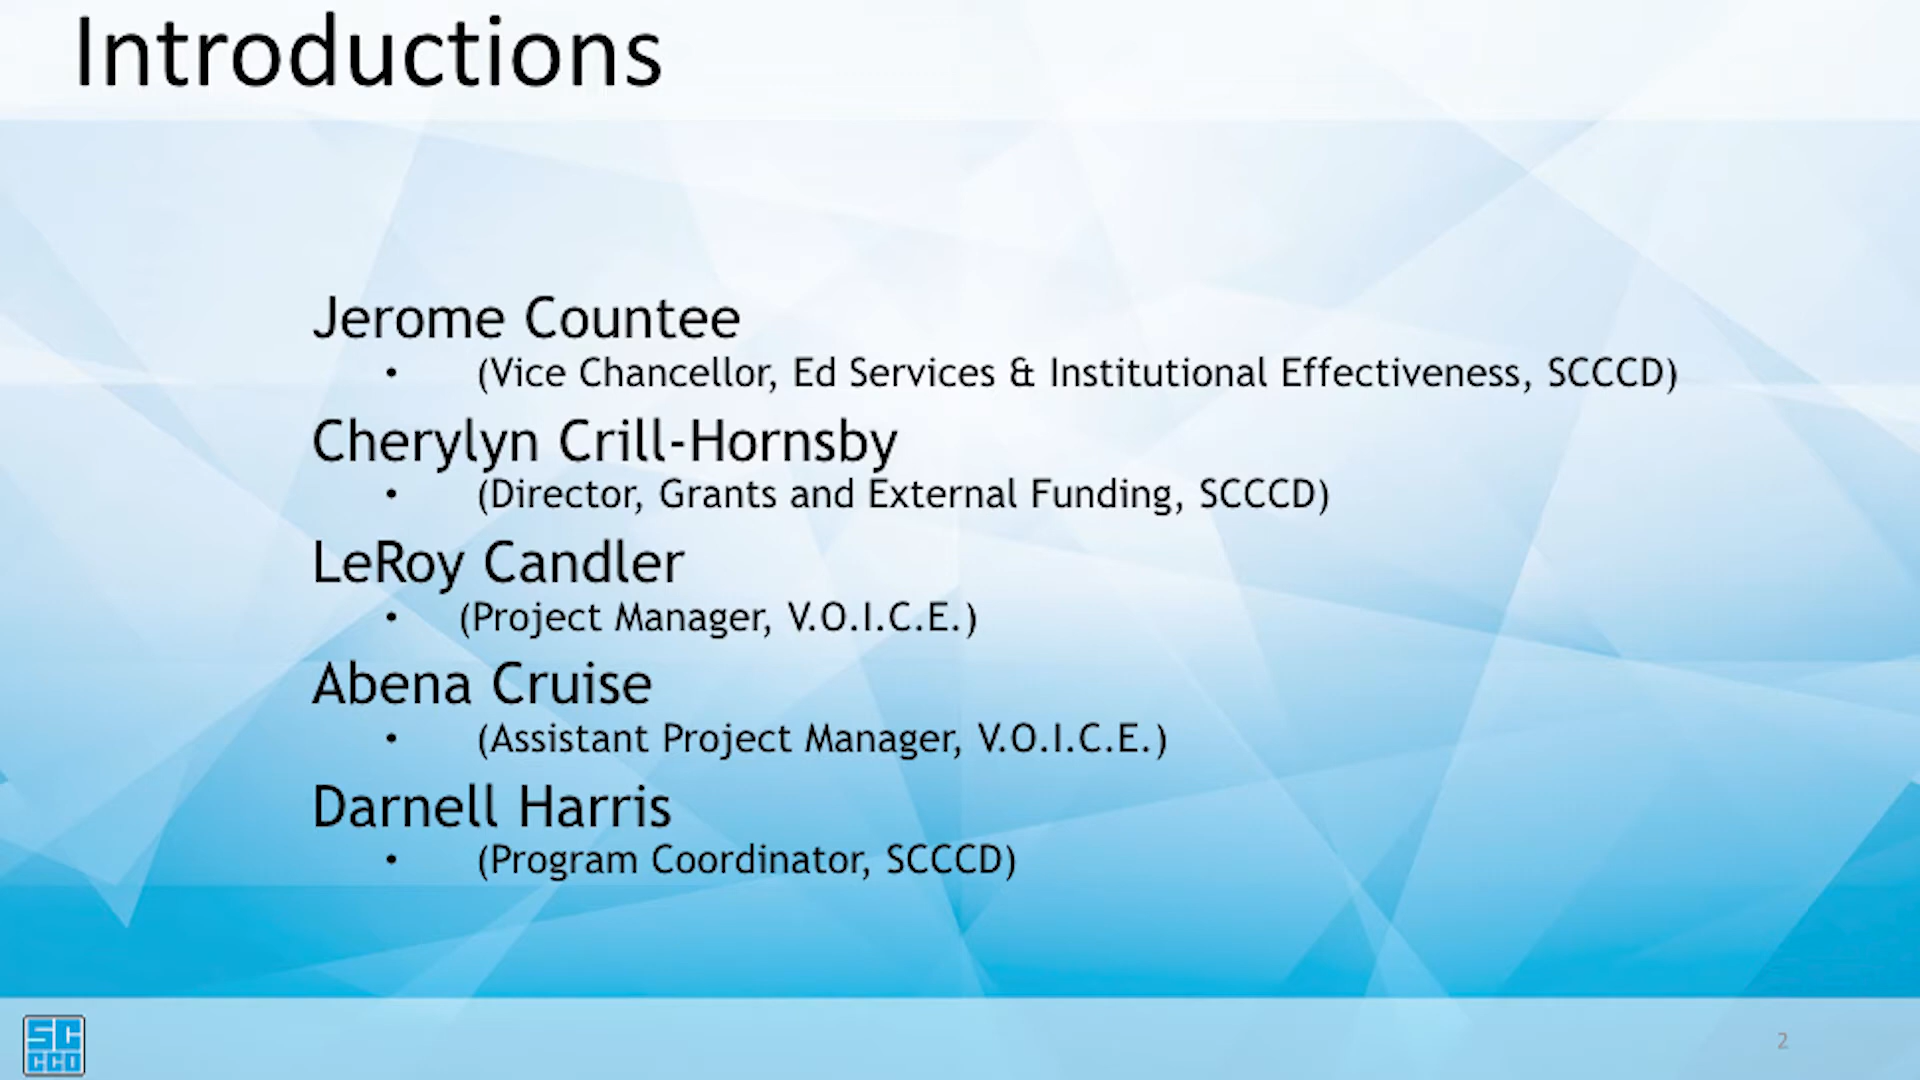 Introductions
Jerome Countee
• (Vice Chancellor, Ed Services & Institutional Effectiveness, SCCCD)
Cherylyn Crill-Hornsby
• (Director, Grants and External Funding, SCCCD)
LeRoy Candler
• (Project Manager, V.O.I.C.E.)
Abena Cruise
• (Assistant Project Manager, V.O.I.C.E.)
Darnell Harris
• (Program Coordinator, SCCCD)
SC
CCD
2